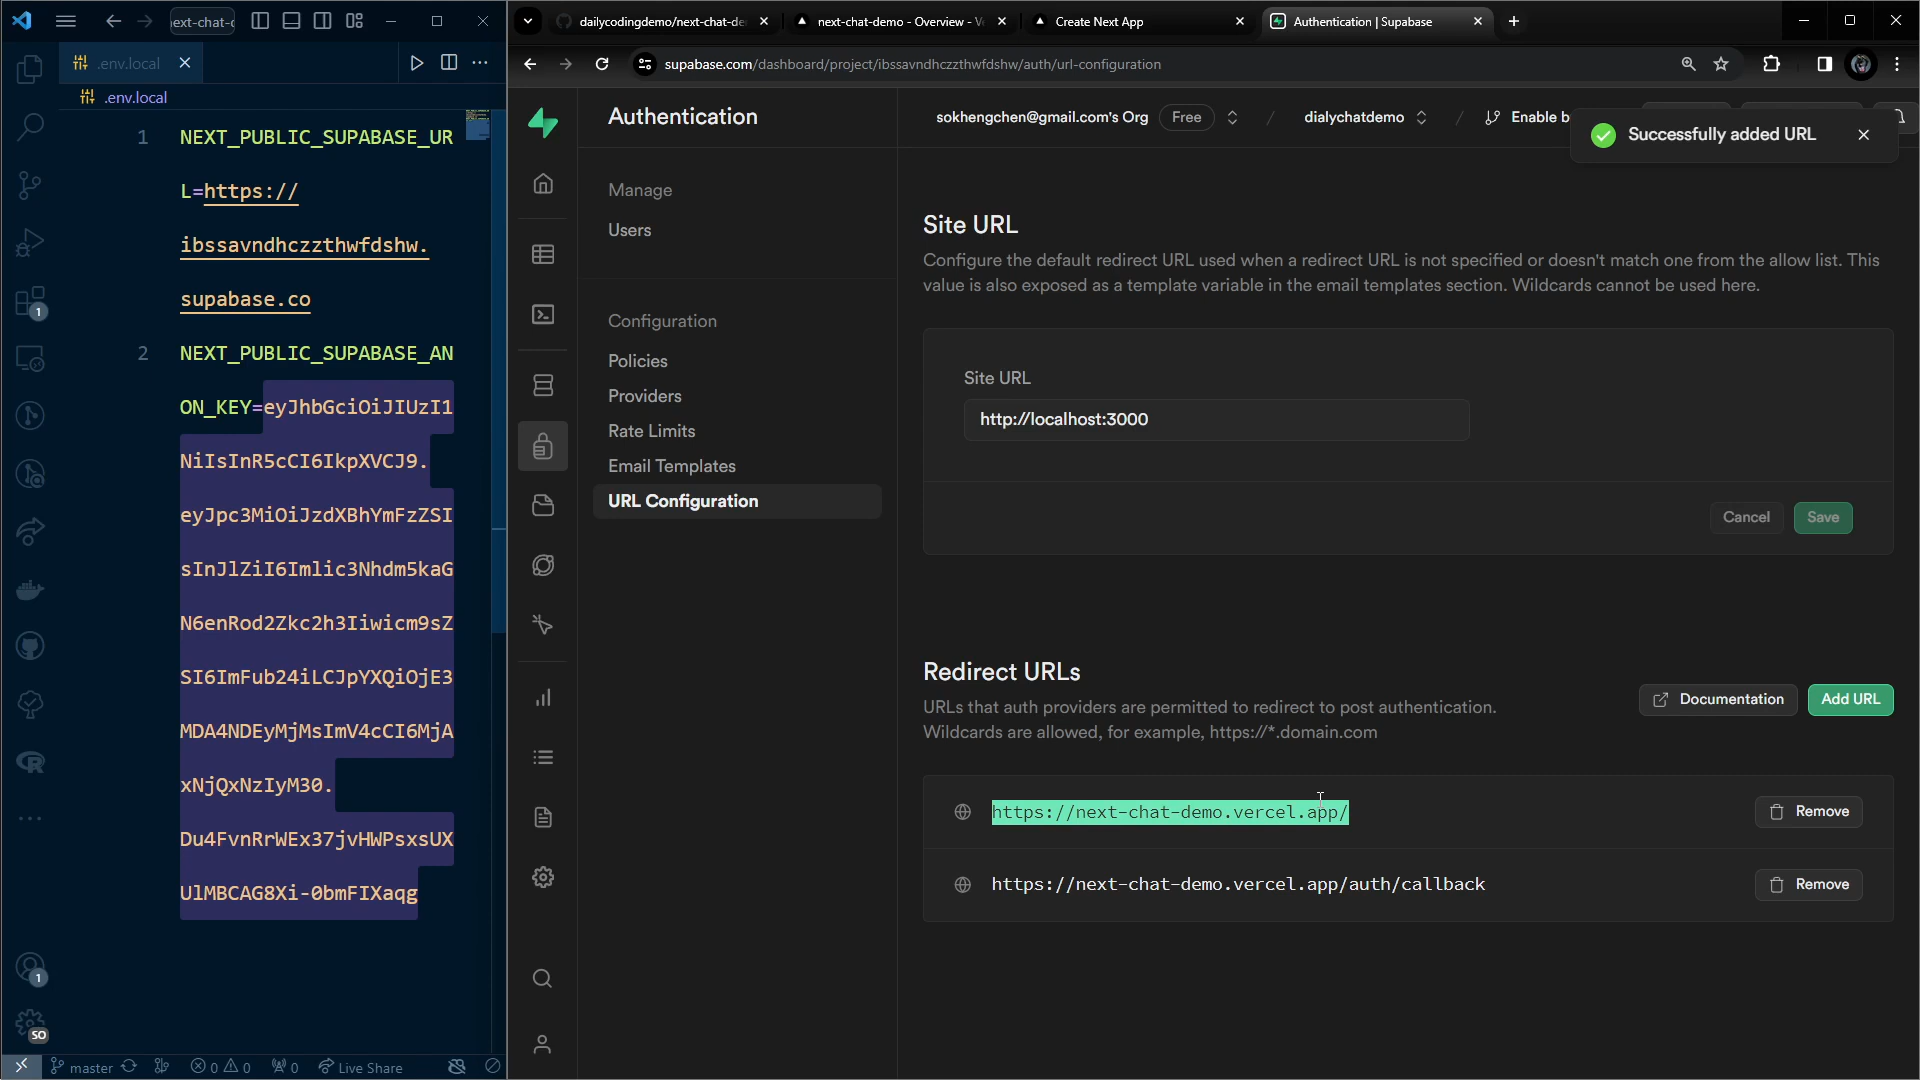 ext-chat-d
.env.local
.env.local
1 NEXT_PUBLIC_SUPABASE_UR
L=https://
ibssavndhczzthwfdshw.
supabase.co
2 NEXT_PUBLIC_SUPABASE_AN
ON_KEY=eyJhbGciOiJIUzI1
NiIsInR5cCI6IkpXVCJ9.
eyJpc3MiOiJzdXBhYmFzZSI
sInJlZiI6Imlic3Nhdm5kaG
N6enRod2Zkc2h3Iiwicm9sZ
SI6ImFub24iLCJpYXQiOjE3
MDA4NDEyMjMsImV4cCI6MjA
xNjQxNzIyM30.
Du4FvnRrWEx37jvHWPsxsUX
UlMBCAG8Xi-0bmFIXaqg
1
1
SO
master
0
0
0
Live Share
dailycodingdemo/next-chat-de
next-chat-demo - Overview - V
Create Next App
Authentication | Supabase
supabase.com/dashboard/project/ibssavndhczzthwfdshw/auth/url-configuration
Authentication
sokhengchen@gmail.com's Org
Free
/
dialychatdemo
/
Enable b
Successfully added URL
Manage
Users
Configuration
Policies
Providers
Rate Limits
Email Templates
URL Configuration
Site URL
Configure the default redirect URL used when a redirect URL is not specified or doesn't match one from the allow list. This
value is also exposed as a template variable in the email templates section. Wildcards cannot be used here.
Site URL
http://localhost:3000
Cancel
Save
Redirect URLs
URLs that auth providers are permitted to redirect to post authentication.
Wildcards are allowed, for example, https://*.domain.com
Documentation
Add URL
https://next-chat-demo.vercel.app/
Remove
https://next-chat-demo.vercel.app/auth/callback
Remove